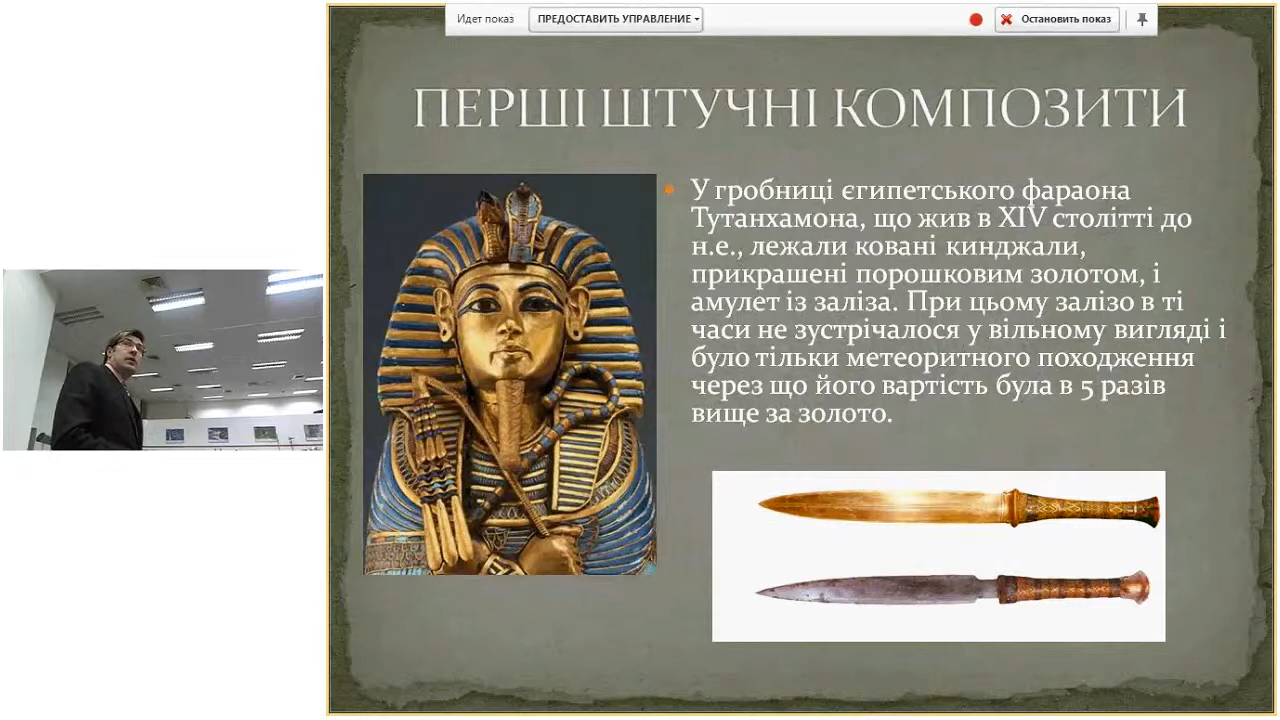 Идет показ
ПРЕДОСТАВИТЬ УПРАВЛЕНИЕ
Остановить показ
ПЕРШІ ШТУЧНІ КОМПОЗИТИ
У гробниці єгипетського фараона
Тутанхамона, що жив в XIV столітті до
н.е., лежали ковані кинджали,
прикрашені порошковим золотом, і
амулет із заліза. При цьому залізо в ті
часи не зустрічалося у вільному вигляді і
було тільки метеоритного походження
через що його вартість була в 5 разів
вище за золото.